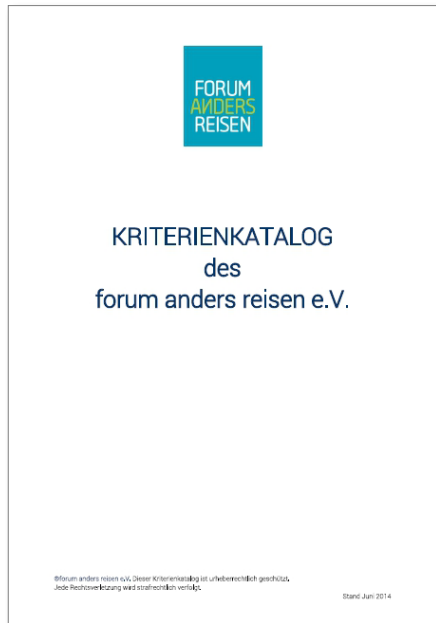 FORUM
ANDERS
REISEN
KRITERIENKATALOG
des
forum anders reisen e.V.
©forum anders reisen e.V. Dieser Kriterienkatalog ist urheberrechtlich geschützt.
Jede Rechtsverletzung wird strafrechtlich verfolgt.
Stand Juni 2014